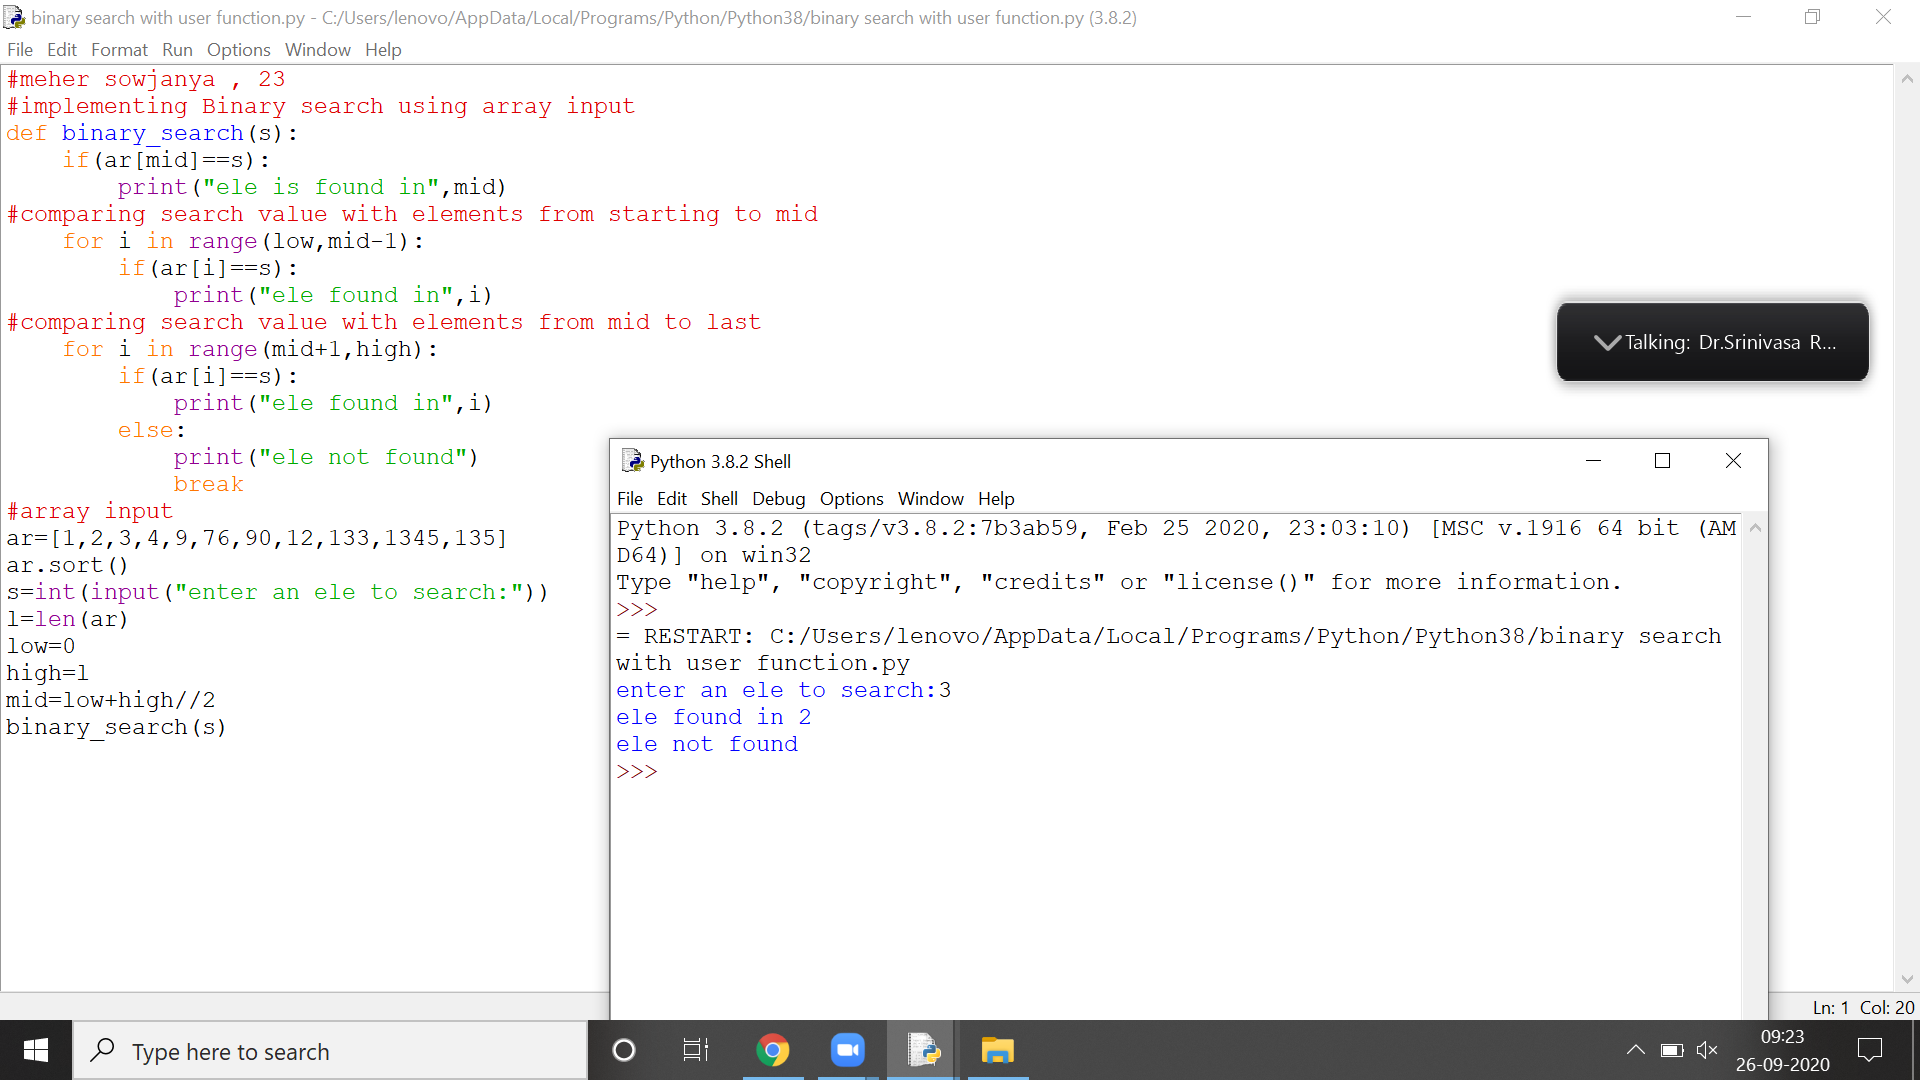 binary search with user function.py - C:/Users/lenovo/AppData/Local/Programs/Python/Python38/binary search with user function.py (3.8.2)
File Edit Format Run Options Window Help
#meher sowjanya , 23
#implementing Binary search using array input
def binary_search(s):
    if(ar[mid]==s):
        print("ele is found in",mid)
#comparing search value with elements from starting to mid
    for i in range(low,mid-1):
        if(ar[i]==s):
            print("ele found in",i)
#comparing search value with elements from mid to last
    for i in range(mid+1,high):
        if(ar[i]==s):
            print("ele found in",i)
        else:
            print("ele not found")
            break
#array input
ar=[1,2,3,4,9,76,90,12,133,1345,135]
ar.sort()
s=int(input("enter an ele to search:"))
l=len(ar)
low=0
high=l
mid=low+high//2
binary_search(s)
Talking: Dr.Srinivasa R...
Python 3.8.2 Shell
File Edit Shell Debug Options Window Help
Python 3.8.2 (tags/v3.8.2:7b3ab59, Feb 25 2020, 23:03:10) [MSC v.1916 64 bit (AM
D64)] on win32
Type "help", "copyright", "credits" or "license()" for more information.
>>>
= RESTART: C:/Users/lenovo/AppData/Local/Programs/Python/Python38/binary search
with user function.py
enter an ele to search:3
ele found in 2
ele not found
>>>
Ln: 1 Col: 20
Type here to search
09:23
26-09-2020